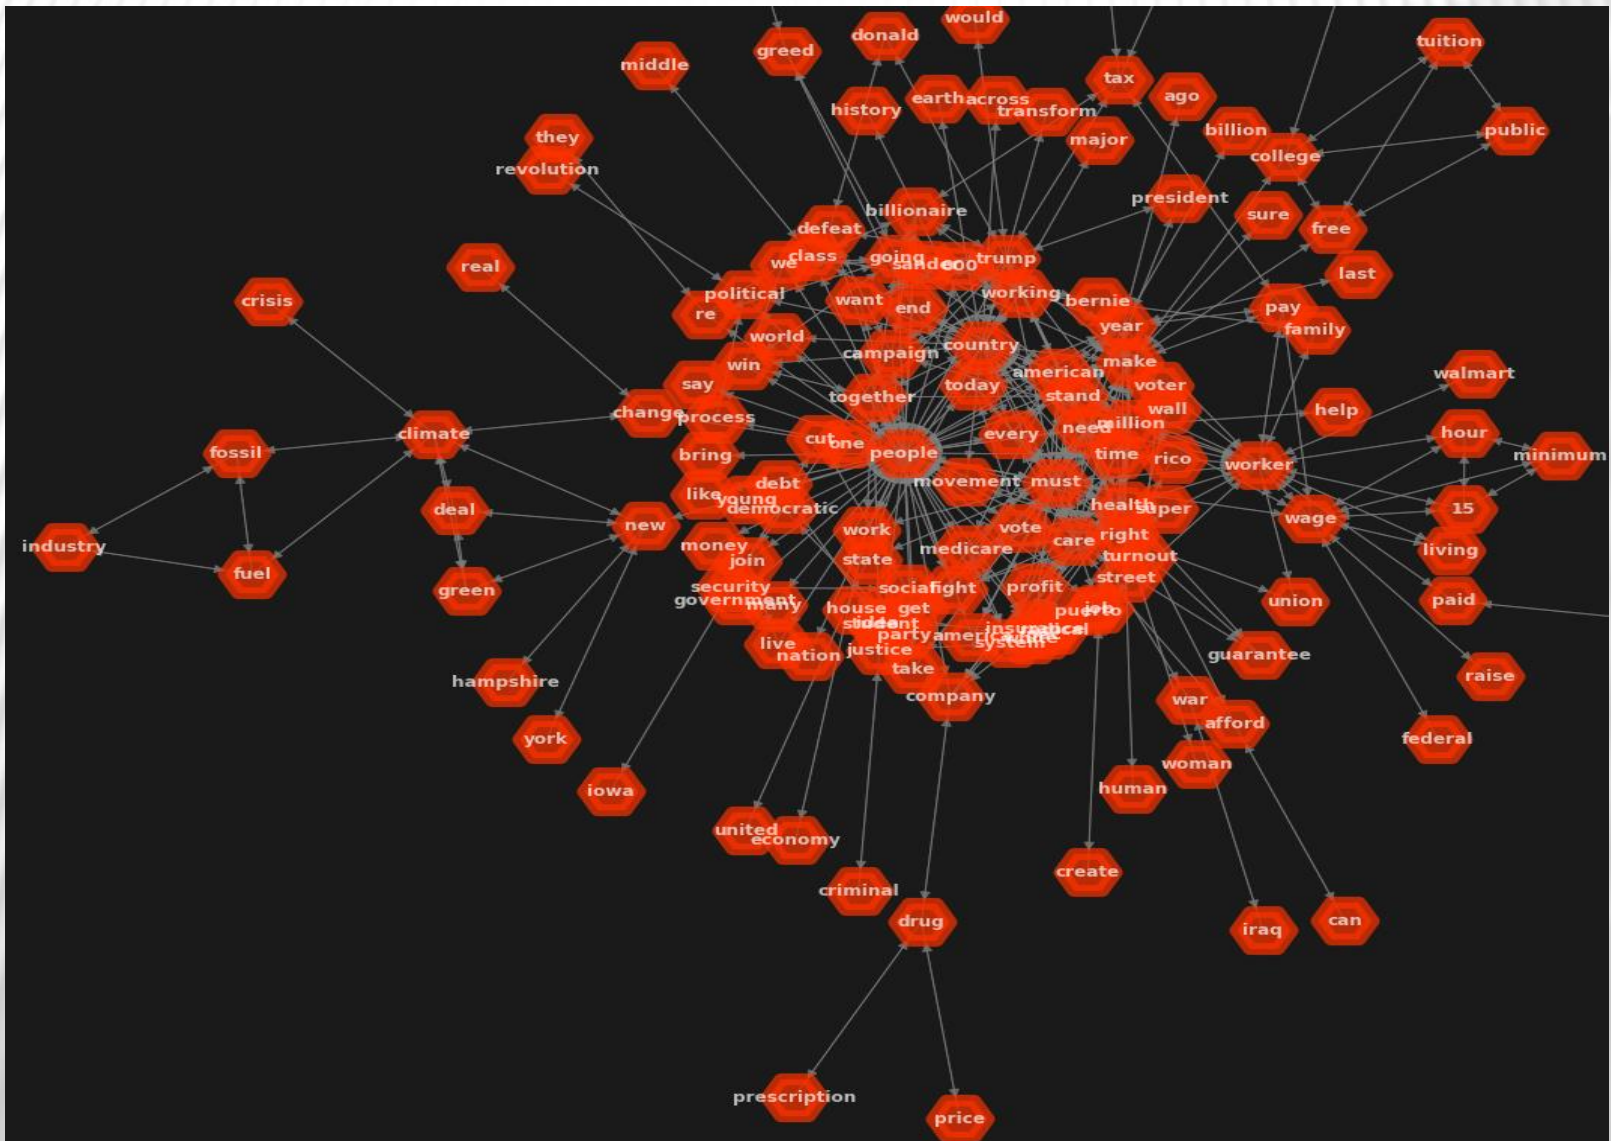 would
donald
greed
middle
tuition
tax
ago
earth
across
transform
history
billion
public
they
major
college
revolution
president
billionaire
sure
free
defeat
class
going
trump
we
real
last
political
want
working
bernie
crisis
re
end
pay
year
family
world
country
campaign
win
make
american
walmart
say
today
voter
together
stand
wall
help
change
process
need
million
climate
cut
one
every
hour
fossil
people
bring
time
rico
worker
minimum
movement
must
debt
like
young
democratic
health
super
deal
15
wage
new
work
vote
care
right
industry
money
medicare
turnout
living
join
state
fuel
street
green
security
social
fight
profit
government
many
house
get
puerto
job
union
paid
party
america
insurance
live
nation
justice
system
guarantee
take
hampshire
company
war
raise
afford
york
federal
woman
iowa
human
united
economy
create
criminal
drug
iraq
can
prescription
price